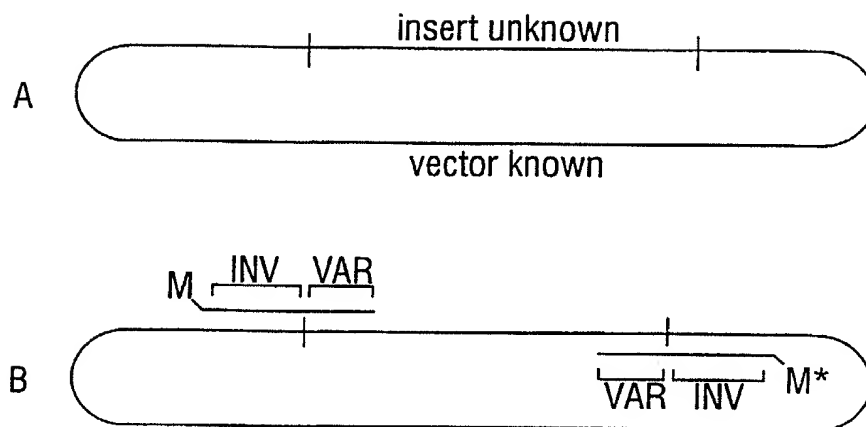 insert unknown
A
vector known
INV VAR
M
B
M*
VAR INV